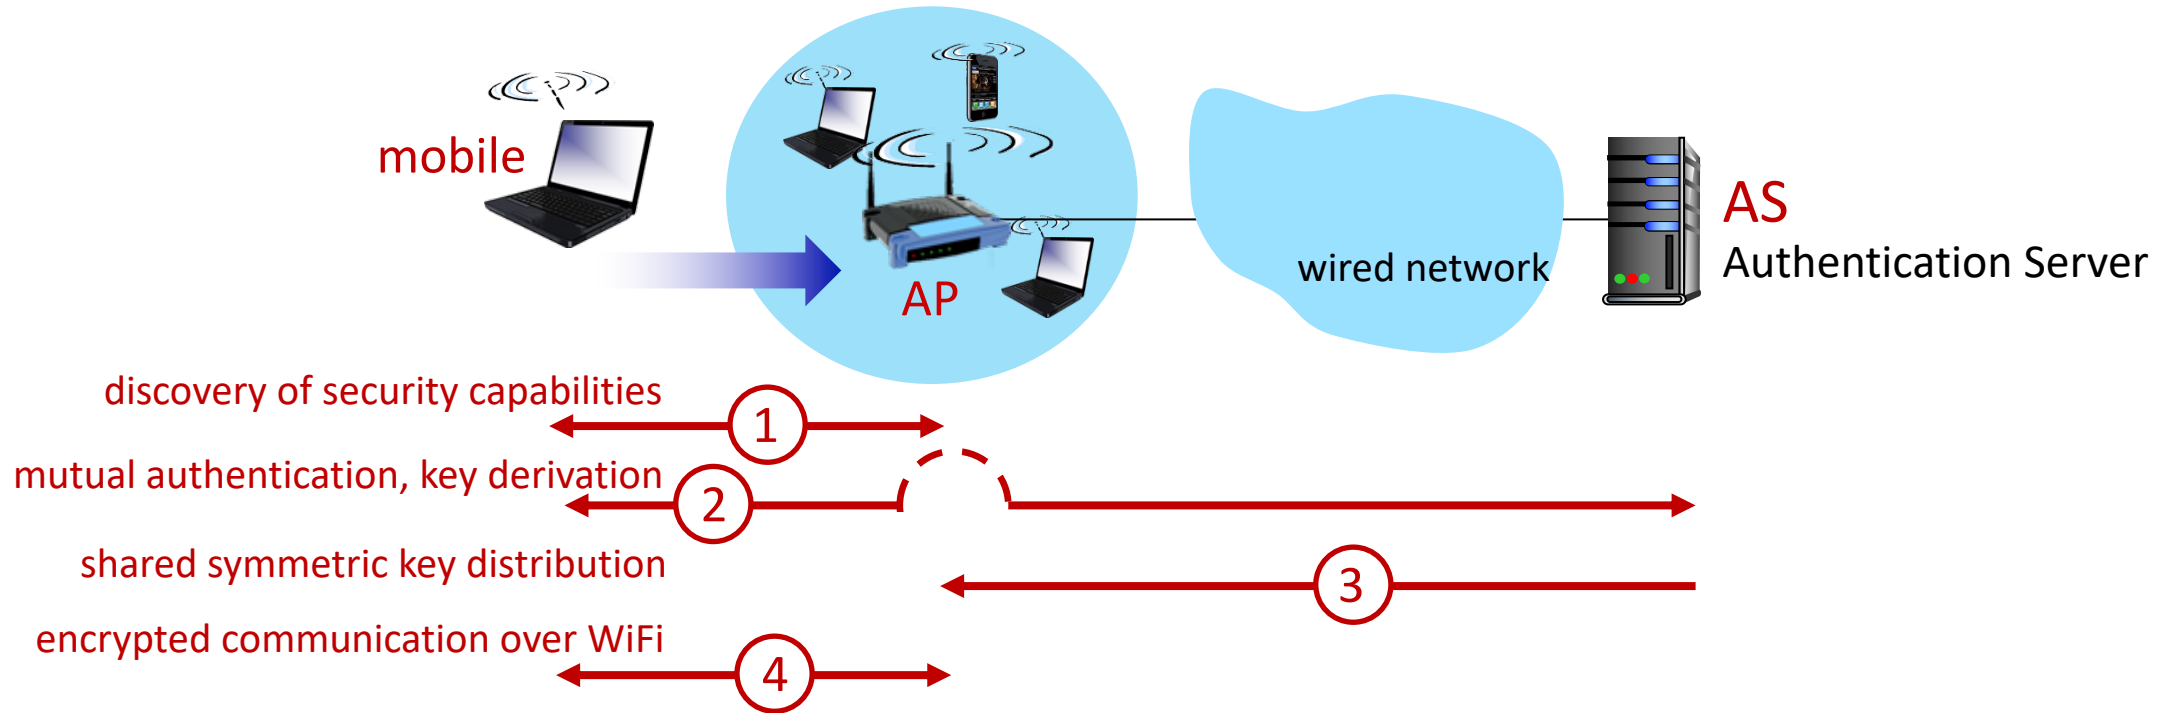 mobile
AP
wired network
AS
Authentication Server
discovery of security capabilities
1
mutual authentication, key derivation
2
shared symmetric key distribution
3
encrypted communication over WiFi
4